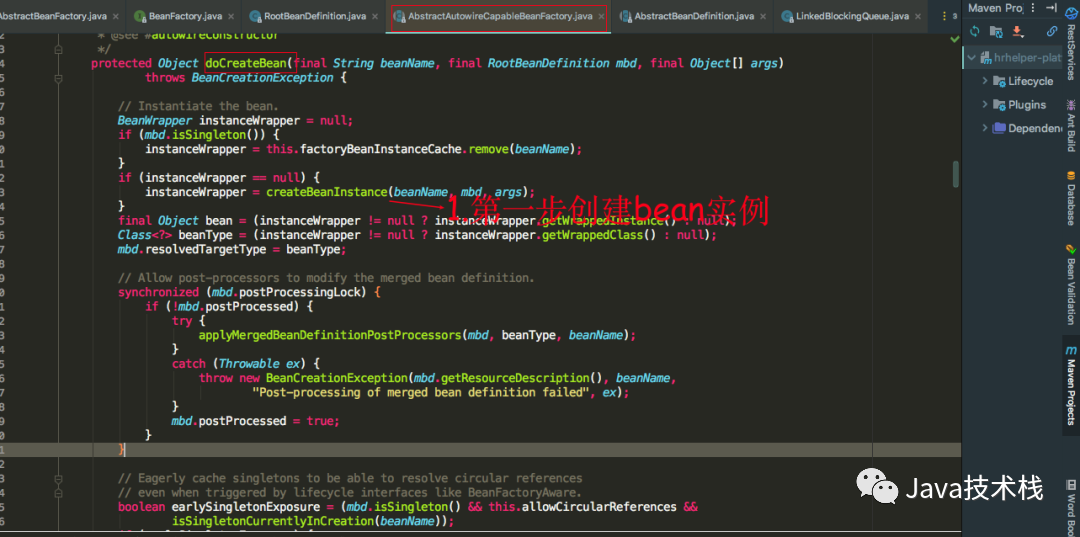 AbstractBeanFactory.java × BeanFactory.java × RootBeanDefinition.java × AbstractAutowireCapableBeanFactory.java × AbstractBeanDefinition.java × LinkedBlockingQueue.java ×
Maven Proj
* @see #autowireConstructor
*/
protected Object doCreateBean(final String beanName, final RootBeanDefinition mbd, final Object[] args)
throws BeanCreationException {
// Instantiate the bean.
BeanWrapper instanceWrapper = null;
if (mbd.isSingleton()) {
instanceWrapper = this.factoryBeanInstanceCache.remove(beanName);
}
if (instanceWrapper == null) {
instanceWrapper = createBeanInstance(beanName, mbd, args);
}
1.第一步创建bean实例
final Object bean = (instanceWrapper != null ? instanceWrapper.getWrappedInstance() : null);
Class<?> beanType = (instanceWrapper != null ? instanceWrapper.getWrappedClass() : null);
mbd.resolvedTargetType = beanType;
// Allow post-processors to modify the merged bean definition.
synchronized (mbd.postProcessingLock) {
if (!mbd.postProcessed) {
try {
applyMergedBeanDefinitionPostProcessors(mbd, beanType, beanName);
}
catch (Throwable ex) {
throw new BeanCreationException(mbd.getResourceDescription(), beanName,
"Post-processing of merged bean definition failed", ex);
}
mbd.postProcessed = true;
}
}
// Eagerly cache singletons to be able to resolve circular references
// even when triggered by lifecycle interfaces like BeanFactoryAware.
boolean earlySingletonExposure = (mbd.isSingleton() && this.allowCircularReferences &&
isSingletonCurrentlyInCreation(beanName));
hrhelper-plat
Lifecycle
Plugins
Dependen
RestServices
Ant Build
Database
Bean Validation
Maven Projects
Word Boo
Java技术栈